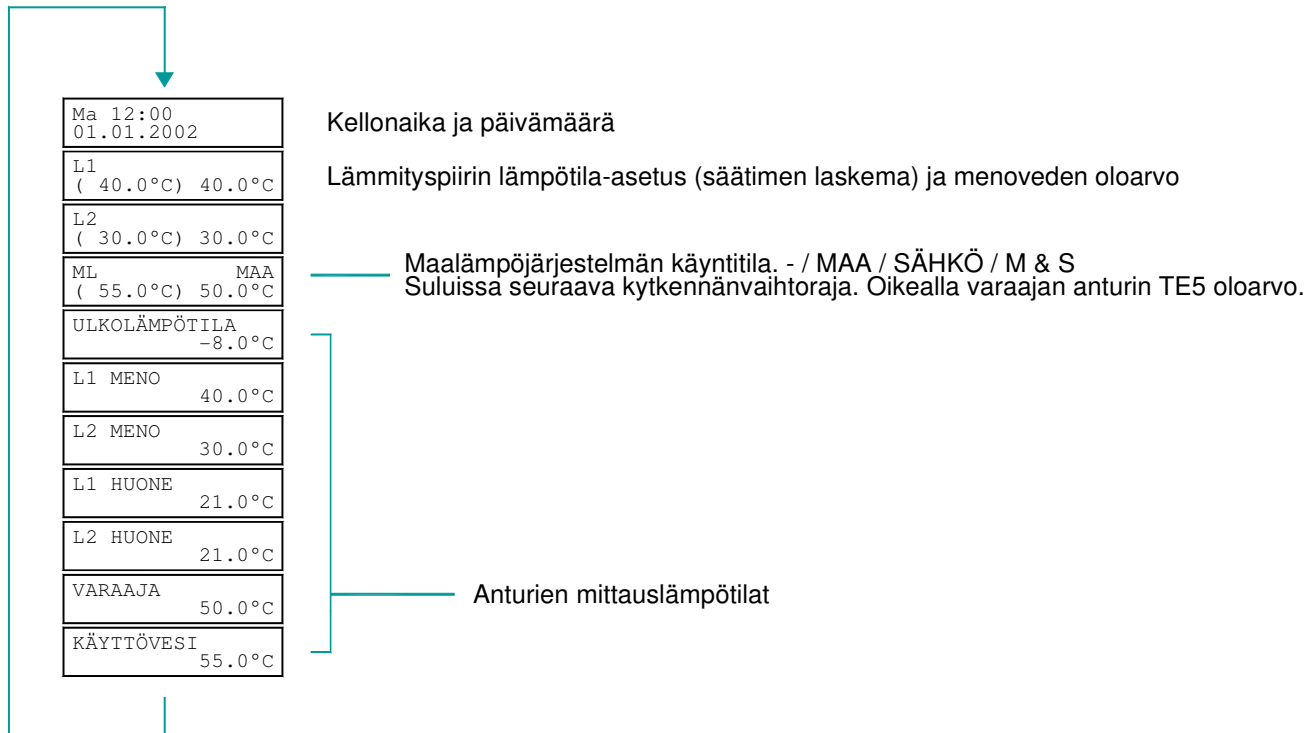 Ma 12:00
01.01.2002
Kellonaika ja päivämäärä
L1
( 40.0°C) 40.0°C
Lämmityspiirin lämpötila-asetus (säätimen laskema) ja menoveden oloarvo
L2
( 30.0°C) 30.0°C
ML MAA
( 55.0°C) 50.0°C
Maalämpöjärjestelmän käyntitila. - / MAA / SÄHKÖ / M & S
Suluissa seuraava kytkennänvaihtoraja. Oikealla varaajan anturin TE5 oloarvo.
ULKOLÄMPÖTILA
-8.0°C
L1 MENO
40.0°C
L2 MENO
30.0°C
L1 HUONE
21.0°C
L2 HUONE
21.0°C
VARAAJA
50.0°C
Anturien mittauslämpötilat
KÄYTTÖVESI
55.0°C